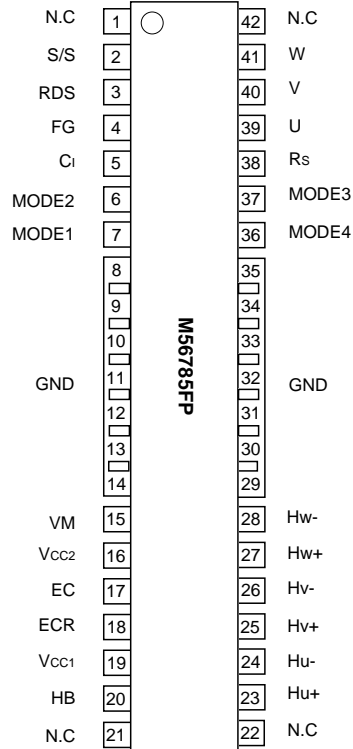 N.C 1 42 N.C
S/S 2 41 W
RDS 3 40 V
FG 4 39 U
CI 5 38 RS
MODE2 6 37 MODE3
MODE1 7 36 MODE4
8 35
9 34
10 33
GND 11 32 GND
12 31
13 30
14 29
M56785FP
VM 15 28 Hw-
VCC2 16 27 Hw+
EC 17 26 Hv-
ECR 18 25 Hv+
VCC1 19 24 Hu-
HB 20 23 Hu+
N.C 21 22 N.C